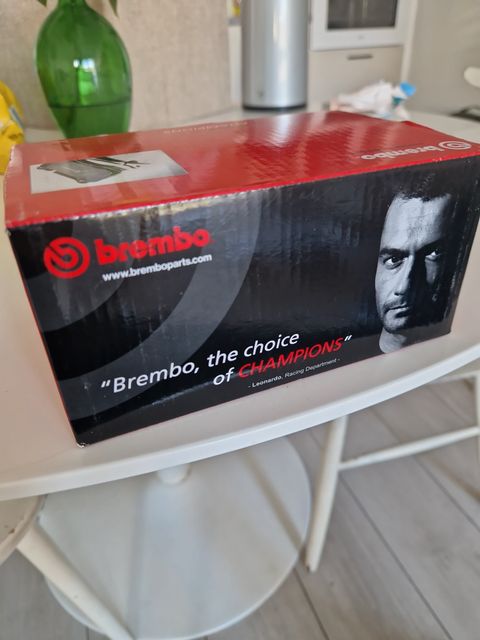 brembo
brembo
www.bremboparts.com
"Brembo, the choice
of CHAMPIONS"
- Leonardo, Racing Department -